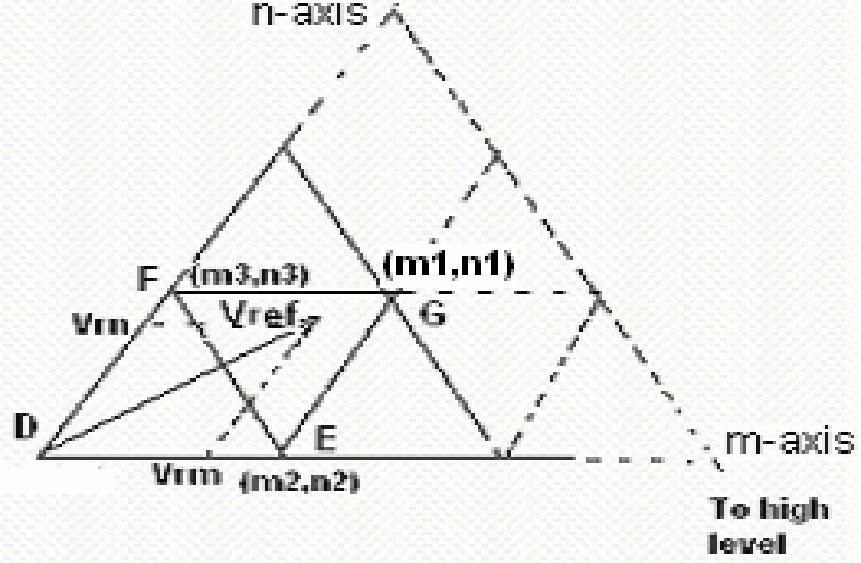 n-axis
(m1,n1)
F
(m3,n3)
Vrn
Vref
G
D
E
m-axis
Vrm
(m2,n2)
To high
level